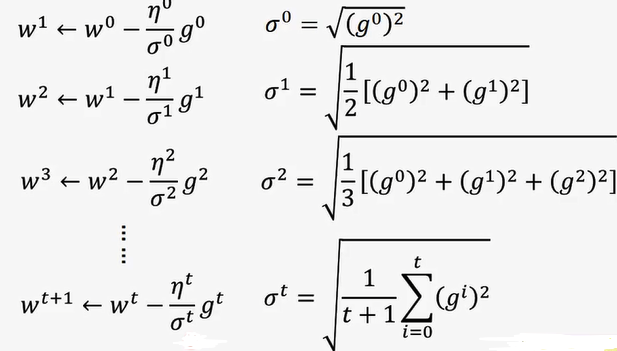 w¹ ← w⁰ − η⁰/σ⁰ g⁰  σ⁰ = √(g⁰)²
w² ← w¹ − η¹/σ¹ g¹  σ¹ = √(1/2 [(g⁰)² + (g¹)²])
w³ ← w² − η²/σ² g²  σ² = √(1/3 [(g⁰)² + (g¹)² + (g²)²])
⋮
wᵗ⁺¹ ← wᵗ − ηᵗ/σᵗ gᵗ  σᵗ = √(1/(t + 1) ∑ᵢ₌₀ᵗ (gⁱ)²)